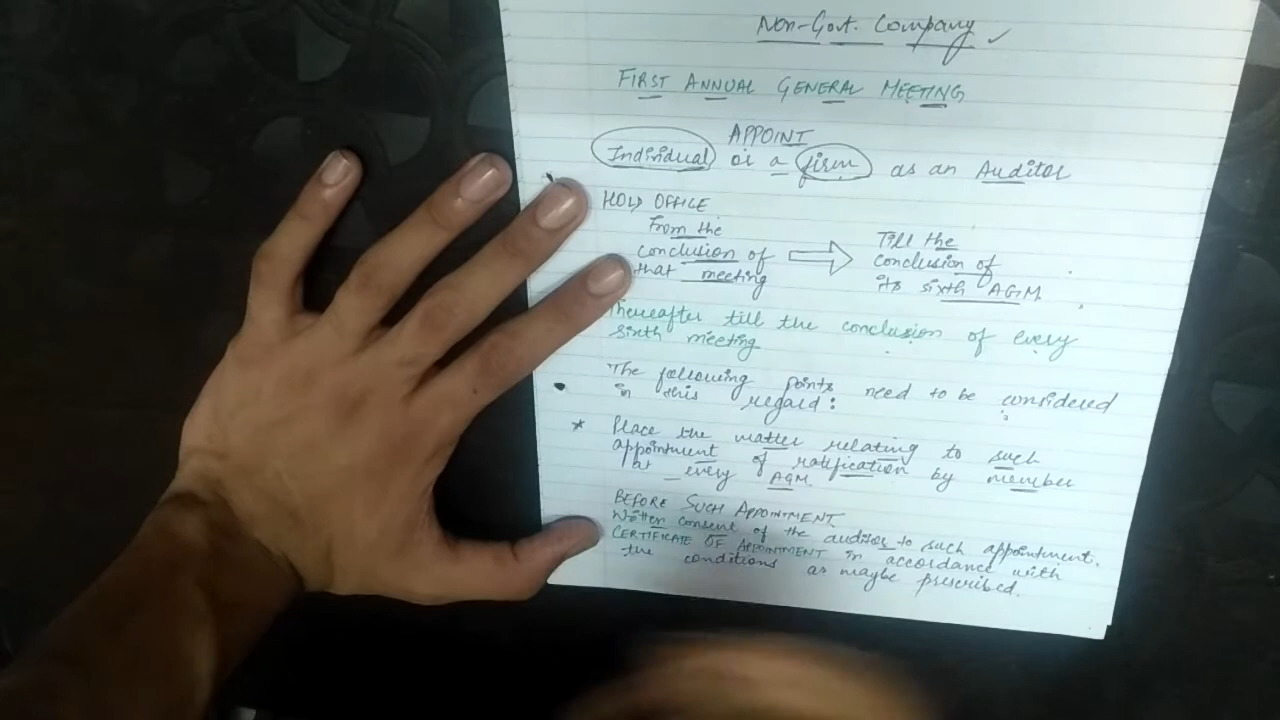 Non-Govt. Company ✓
FIRST ANNUAL GENERAL MEETING
APPOINT
Individual or a firm as an Auditor
HOLD OFFICE
From the
conclusion of
that meeting
Till the
conclusion of
its sixth AGM.
thereafter till the conclusion of every
sixth meeting
The following points need to be considered
in this regard:
* Place the matter relating to such
appointment of ratification by member
at every AGM.
BEFORE SUCH APPOINTMENT
Written consent of the auditor to such appointment.
CERTIFICATE OF APPOINTMENT in accordance with
the conditions as maybe prescribed.